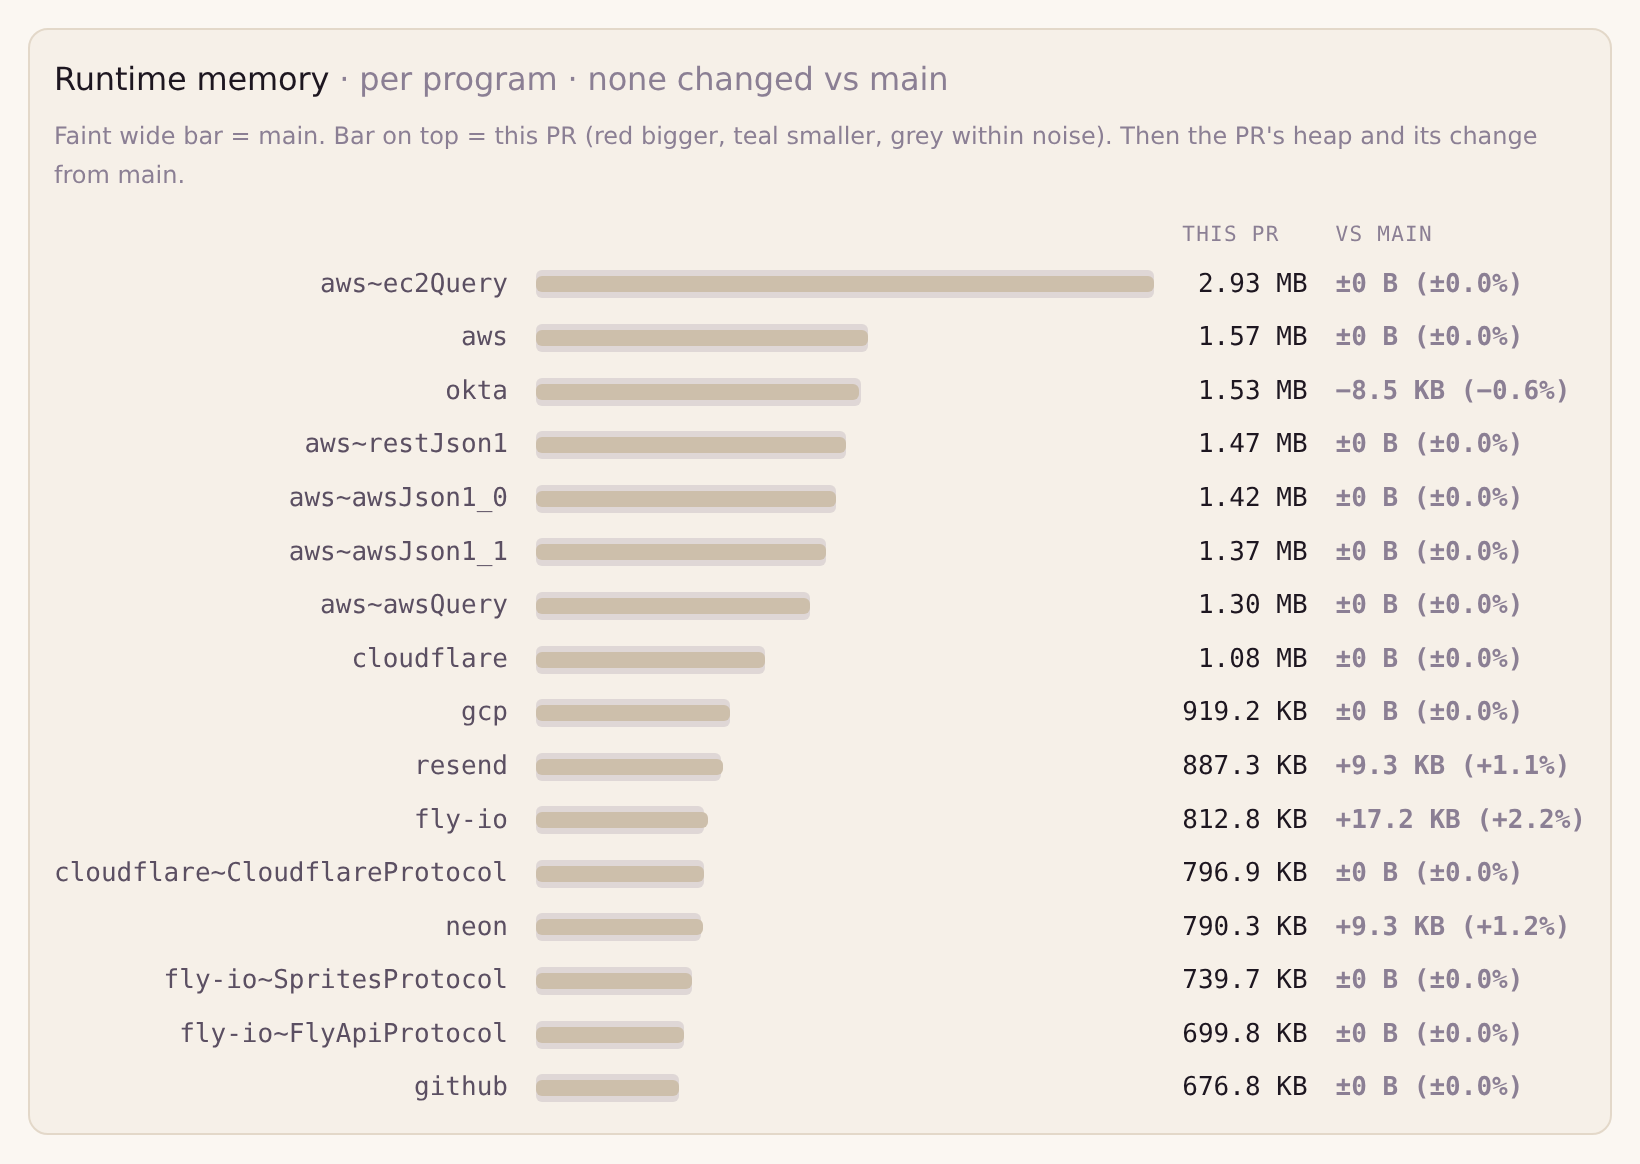 Runtime memory · per program · none changed vs main
Faint wide bar = main. Bar on top = this PR (red bigger, teal smaller, grey within noise). Then the PR's heap and its change
from main.
THIS PR VS MAIN
aws~ec2Query 2.93 MB ±0 B (±0.0%)
aws 1.57 MB ±0 B (±0.0%)
okta 1.53 MB −8.5 KB (−0.6%)
aws~restJson1 1.47 MB ±0 B (±0.0%)
aws~awsJson1_0 1.42 MB ±0 B (±0.0%)
aws~awsJson1_1 1.37 MB ±0 B (±0.0%)
aws~awsQuery 1.30 MB ±0 B (±0.0%)
cloudflare 1.08 MB ±0 B (±0.0%)
gcp 919.2 KB ±0 B (±0.0%)
resend 887.3 KB +9.3 KB (+1.1%)
fly-io 812.8 KB +17.2 KB (+2.2%)
cloudflare~CloudflareProtocol 796.9 KB ±0 B (±0.0%)
neon 790.3 KB +9.3 KB (+1.2%)
fly-io~SpritesProtocol 739.7 KB ±0 B (±0.0%)
fly-io~FlyApiProtocol 699.8 KB ±0 B (±0.0%)
github 676.8 KB ±0 B (±0.0%)